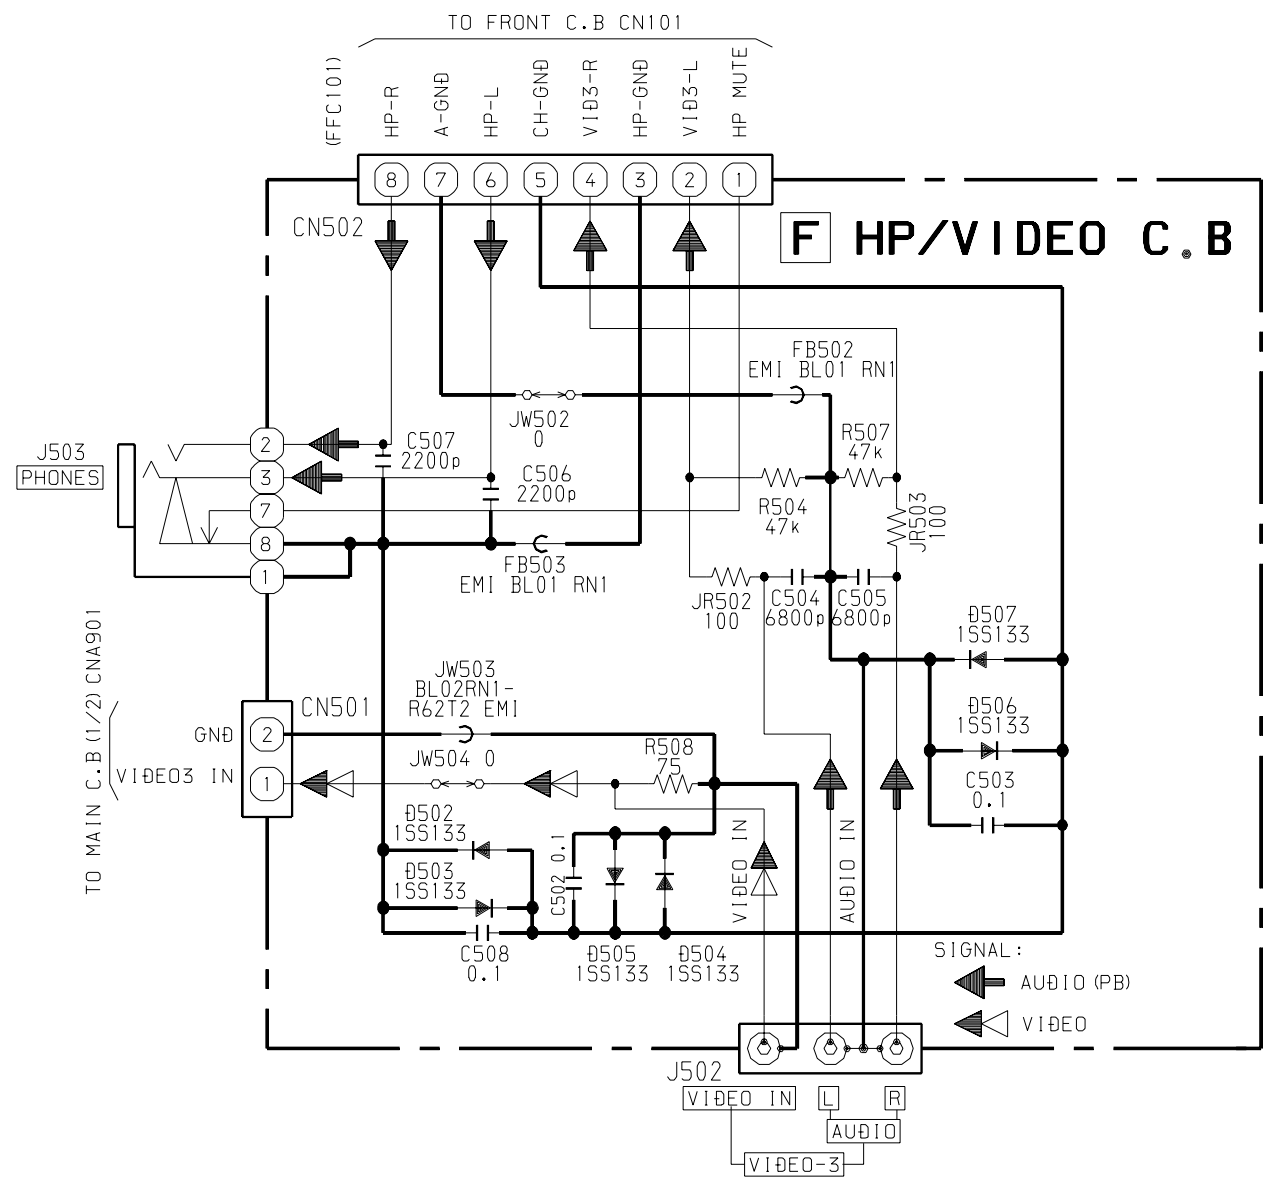 TO FRONT C.B CN101
(FFC101)
HP-R
A-GND
HP-L
CH-GND
VID3-R
HP-GND
VID3-L
HP MUTE
8 7 6 5 4 3 2 1
CN502
F HP/VIDEO C.B
FB502
EMI BL01 RN1
JW502
0
J503
PHONES
2
3
7
8
1
C507
2200p
C506
2200p
R507
47k
R504
47k
JR503
100
FB503
EMI BL01 RN1
JR502
100
C504
6800p
C505
6800p
D507
1SS133
D506
1SS133
C503
0.1
TO MAIN C.B (1/2) CNA901
CN501
GND
2
VIDEO3 IN
1
JW503
BL02RN1-
R62T2 EMI
JW504 0
R508
75
D502
1SS133
D503
1SS133
C508
0.1
C502 0.1
D505
1SS133
D504
1SS133
VIDEO IN
AUDIO IN
SIGNAL:
AUDIO (PB)
VIDEO
J502
VIDEO IN
L
R
AUDIO
VIDEO-3